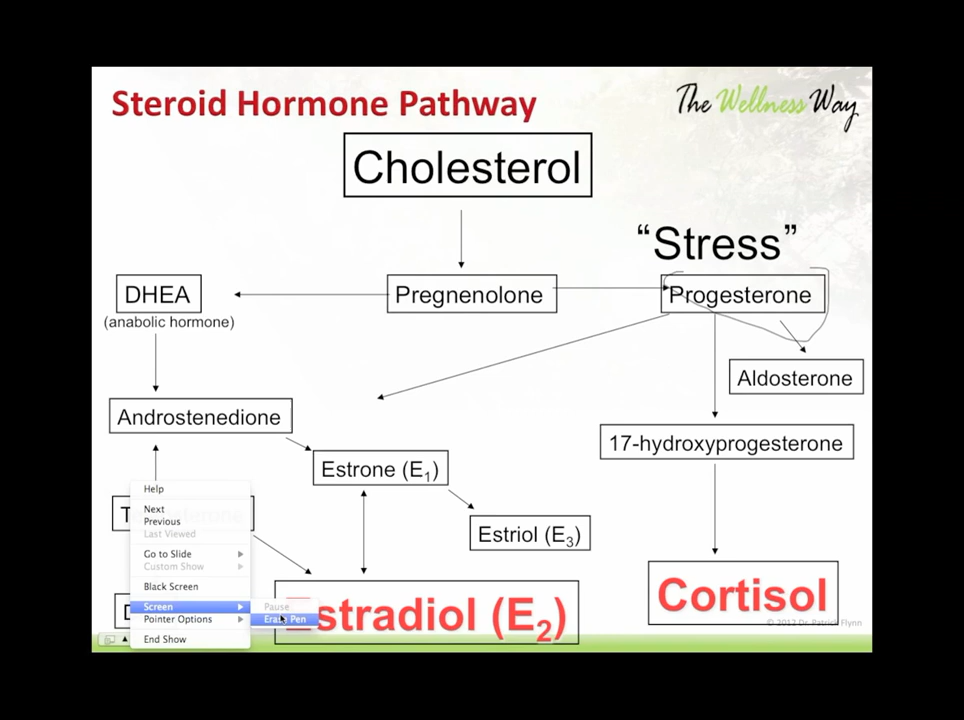 Steroid Hormone Pathway
The Wellness Way
Cholesterol
“Stress”
DHEA
(anabolic hormone)
Pregnenolone
Progesterone
Aldosterone
Androstenedione
17-hydroxyprogesterone
Estrone (E1)
Estriol (E3)
Help
Next
Previous
Last Viewed
Go to Slide
Custom Show
Black Screen
Screen
Pointer Options
End Show
Pause
Erase Pen
Estradiol (E2)
Cortisol
© 2012 Dr. Patrick Flynn